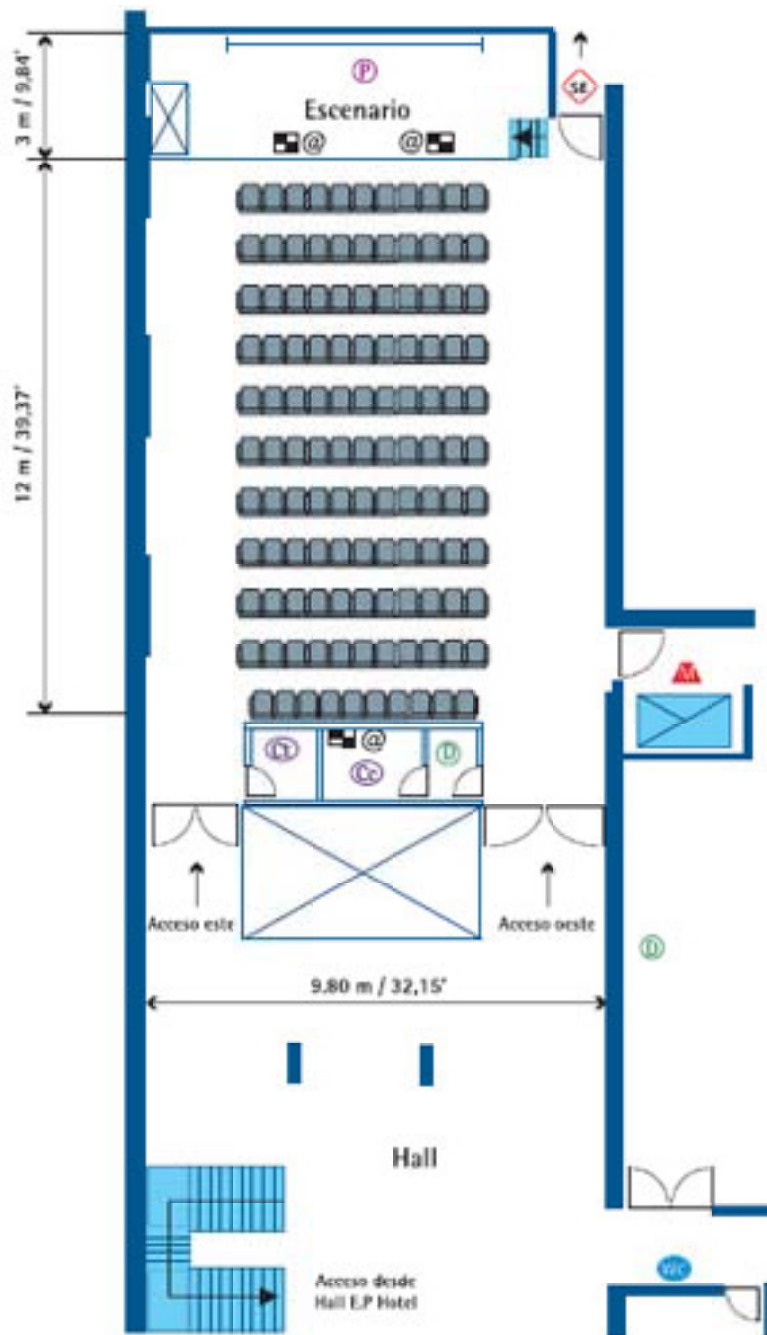 3 m / 9,84'
P
SE
Escenario
@
@
12 m / 39,37'
M
Ct
@
Cc
D
Acceso este
Acceso oeste
D
9,80 m / 32,15'
Hall
WC
Acceso desde
Hall E.P Hotel